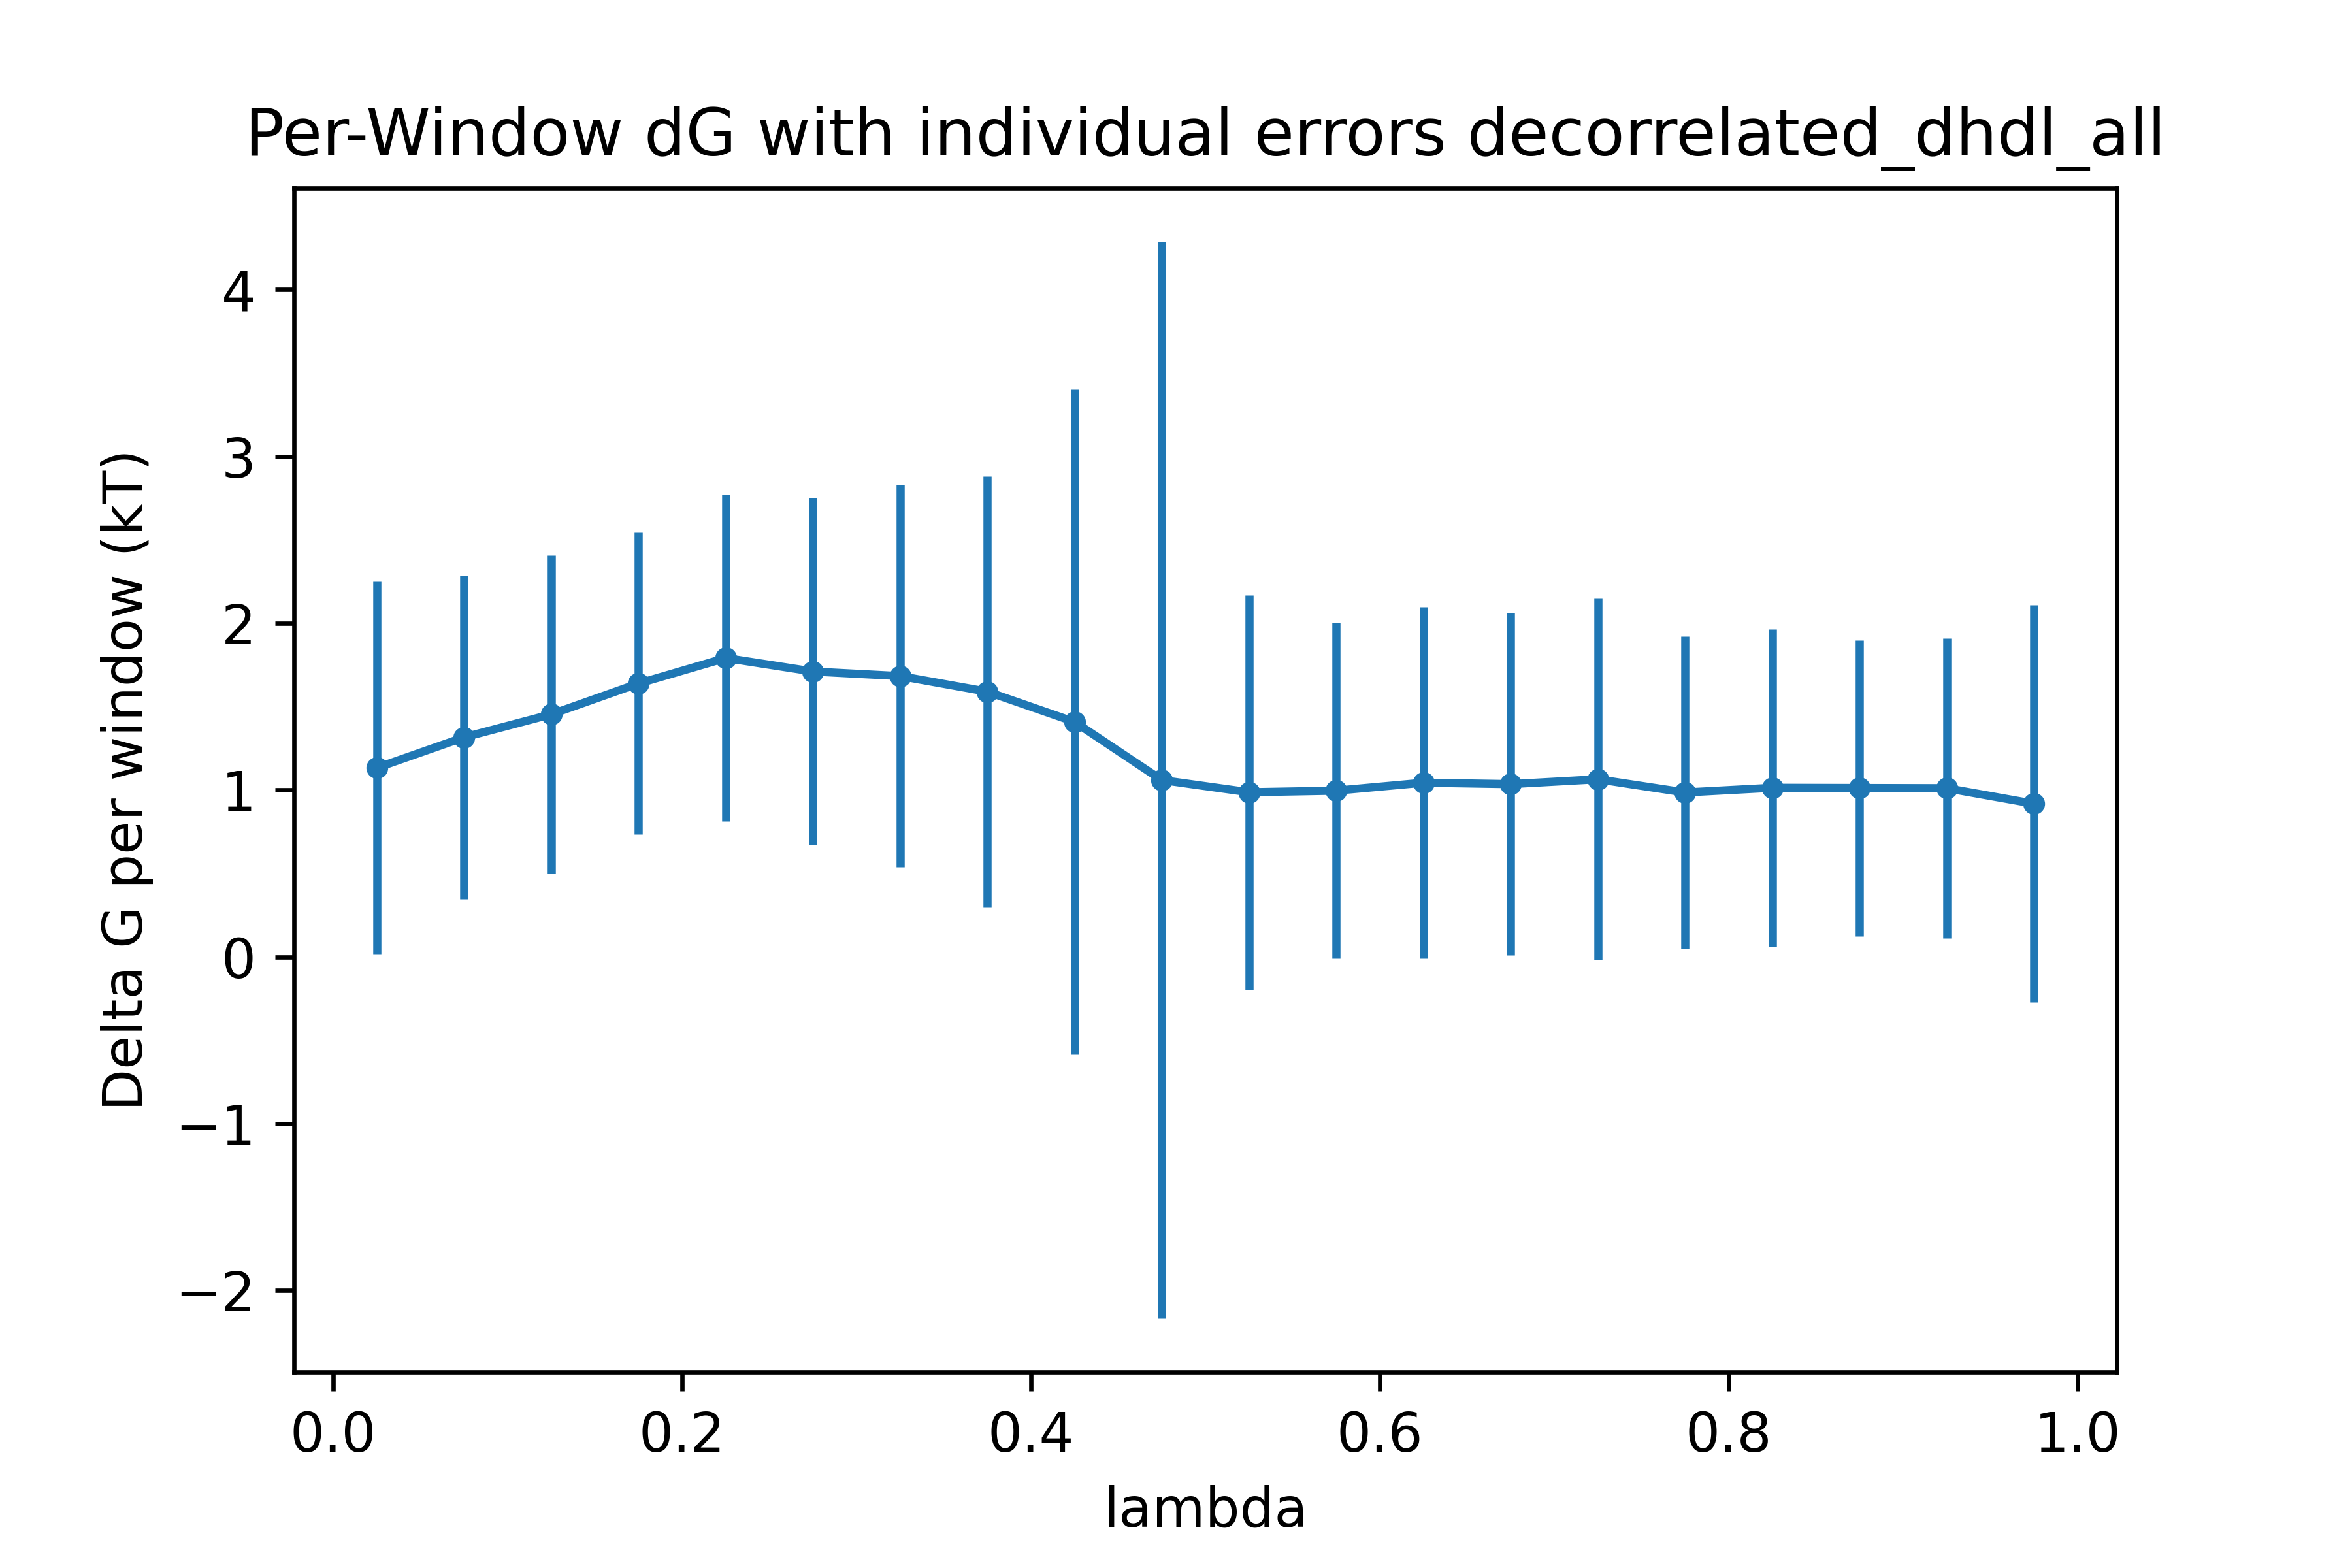 Per-Window dG with individual errors decorrelated_dhdl_all
Delta G per window (kT)
4
3
2
1
0
−1
−2
0.0 0.2 0.4 0.6 0.8 1.0
lambda